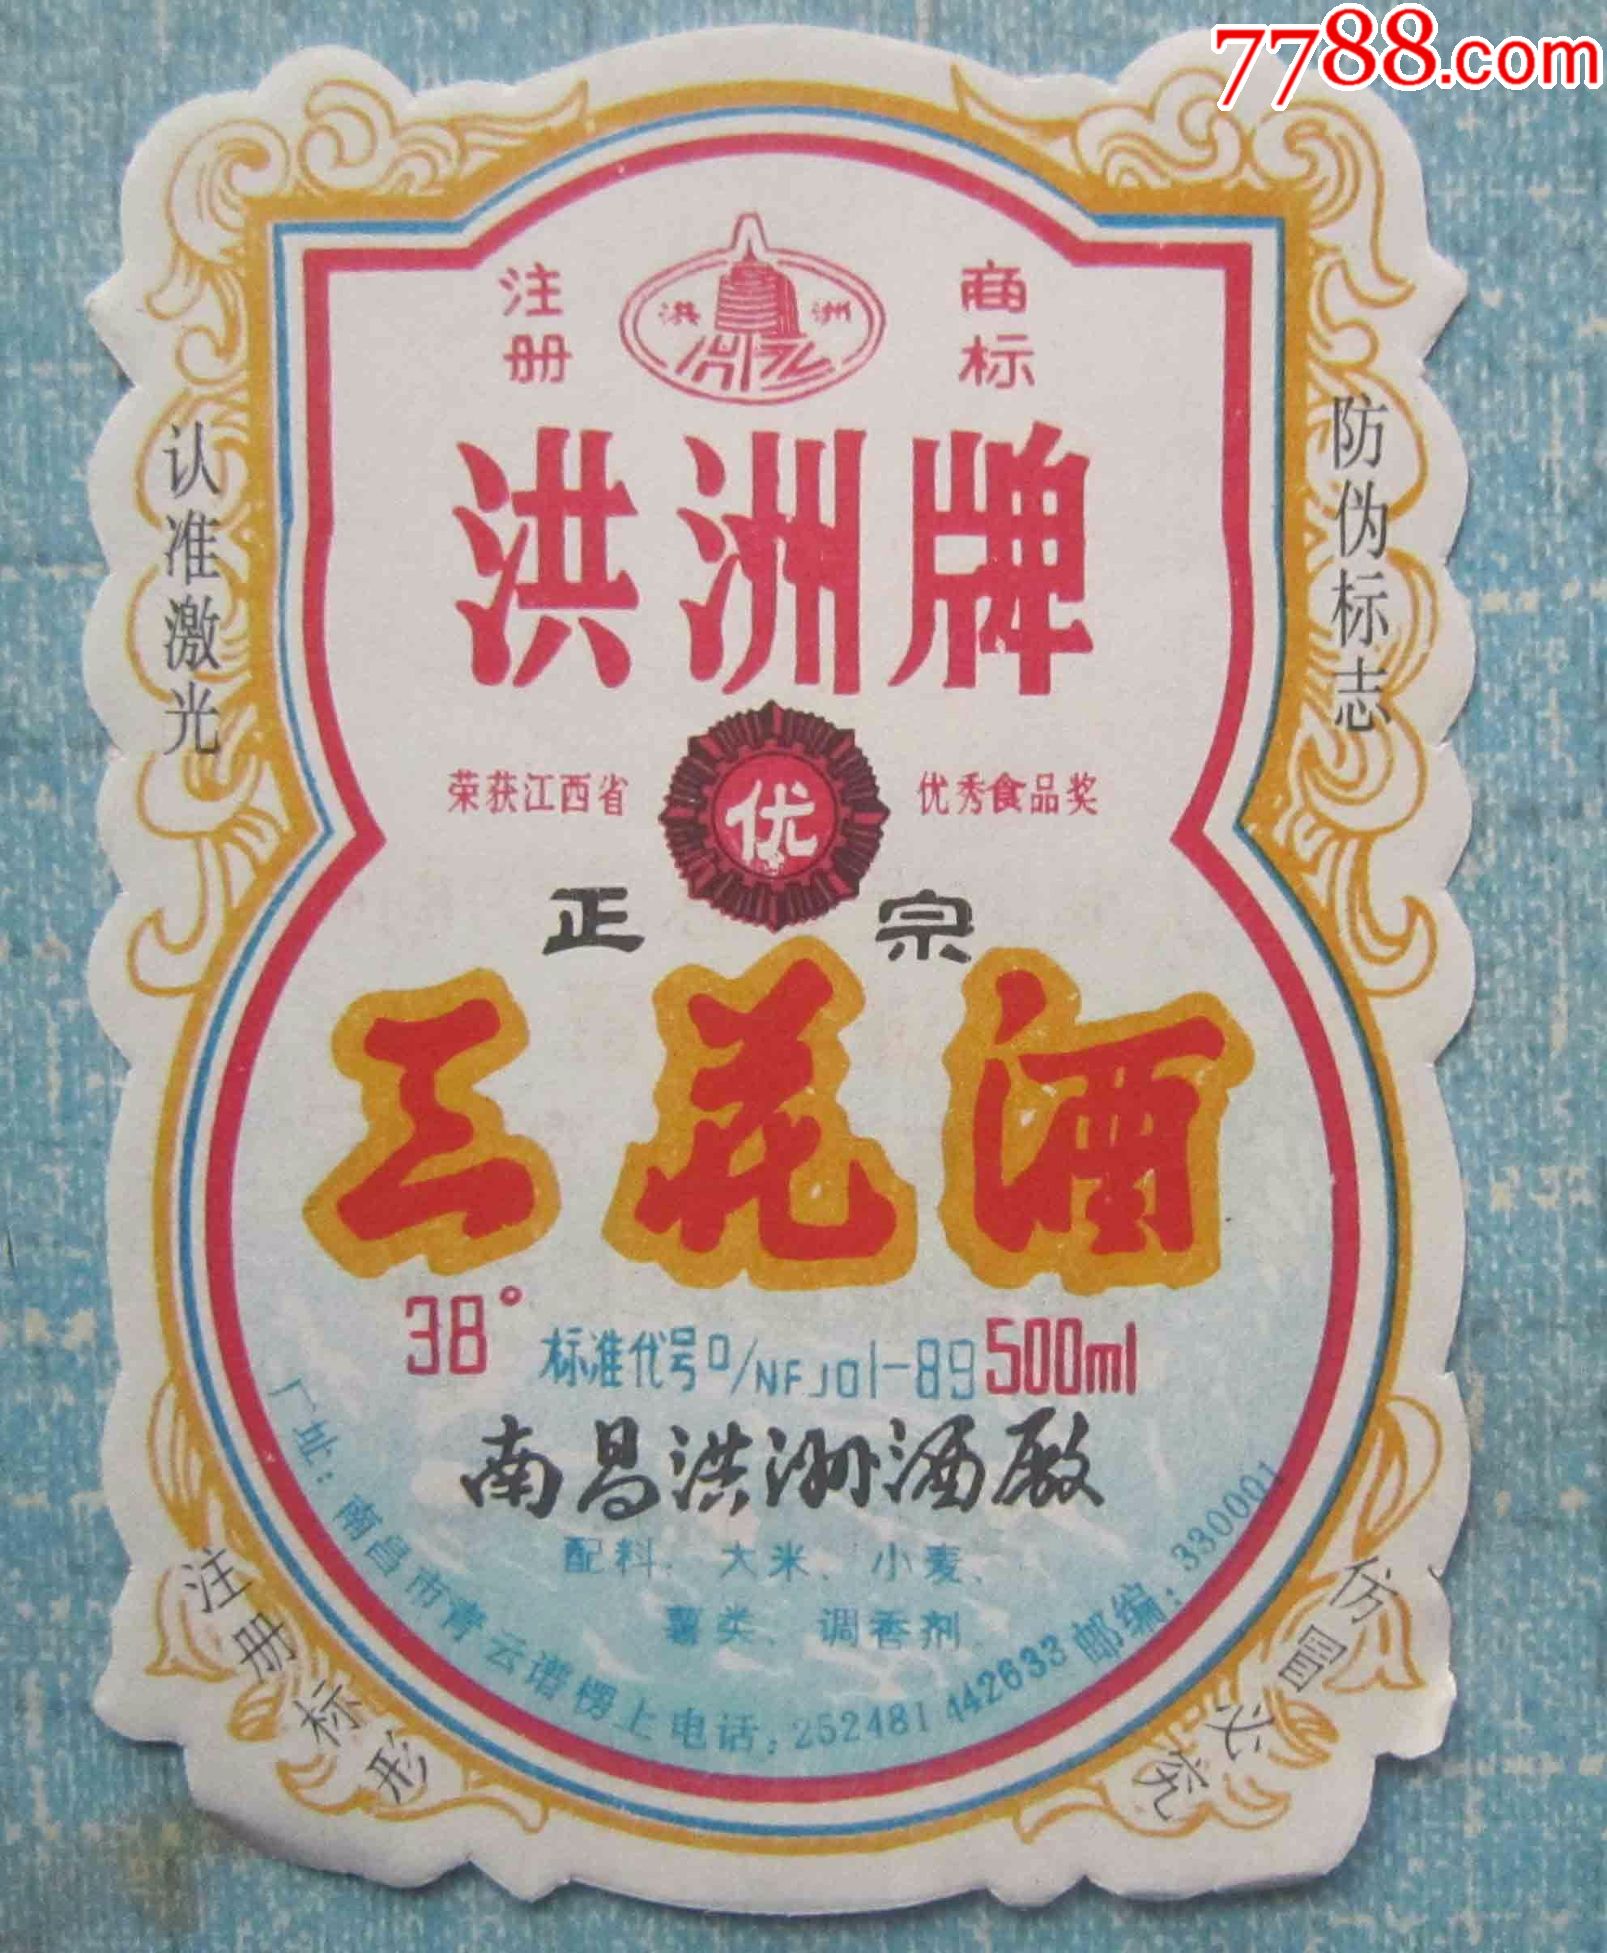 7788.com
注册 商标
洪 洲
洪洲牌
认准激光
防伪标志
荣获江西省 优 优秀食品奖
正宗
三花酒
38° 标准代号Q/NFJ01-89 500ml
南昌洪洲酒厰
配料：大米、小麦、
薯类、调香剂
厂址：南昌市青云谱楞上电话：252481 442633 邮编：330001
注册标彩
仿冒必究